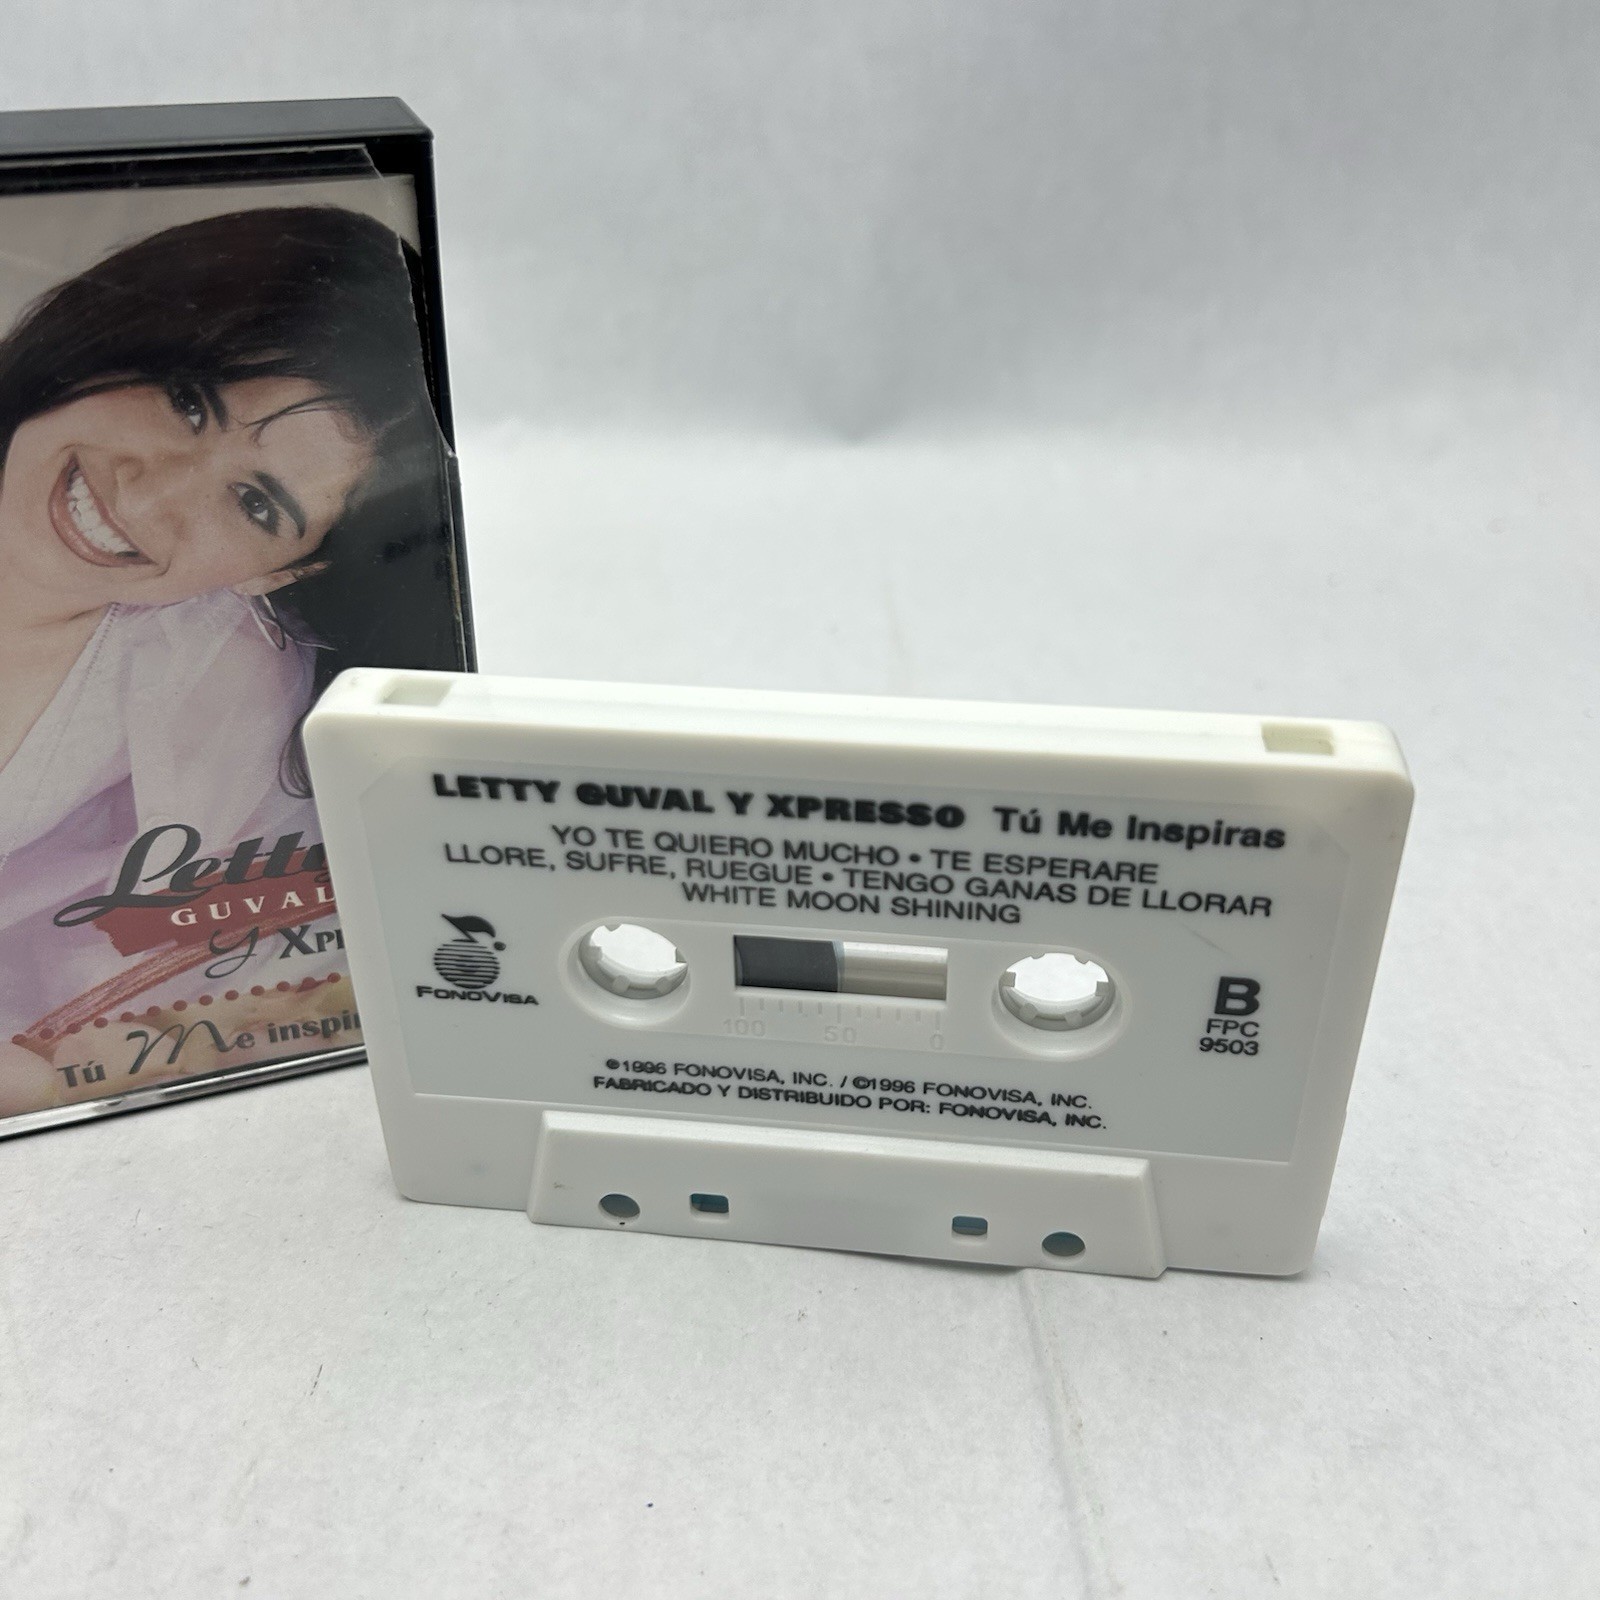 Letty
GUVAL
y XP
Tú Me inspi
LETTY GUVAL Y XPRESSO Tú Me Inspiras
YO TE QUIERO MUCHO • TE ESPERARE
LLORE, SUFRE, RUEGUE • TENGO GANAS DE LLORAR
WHITE MOON SHINING
FONOVISA
B
FPC
9503
100 50 0
℗1996 FONOVISA, INC. / ©1996 FONOVISA, INC.
FABRICADO Y DISTRIBUIDO POR: FONOVISA, INC.